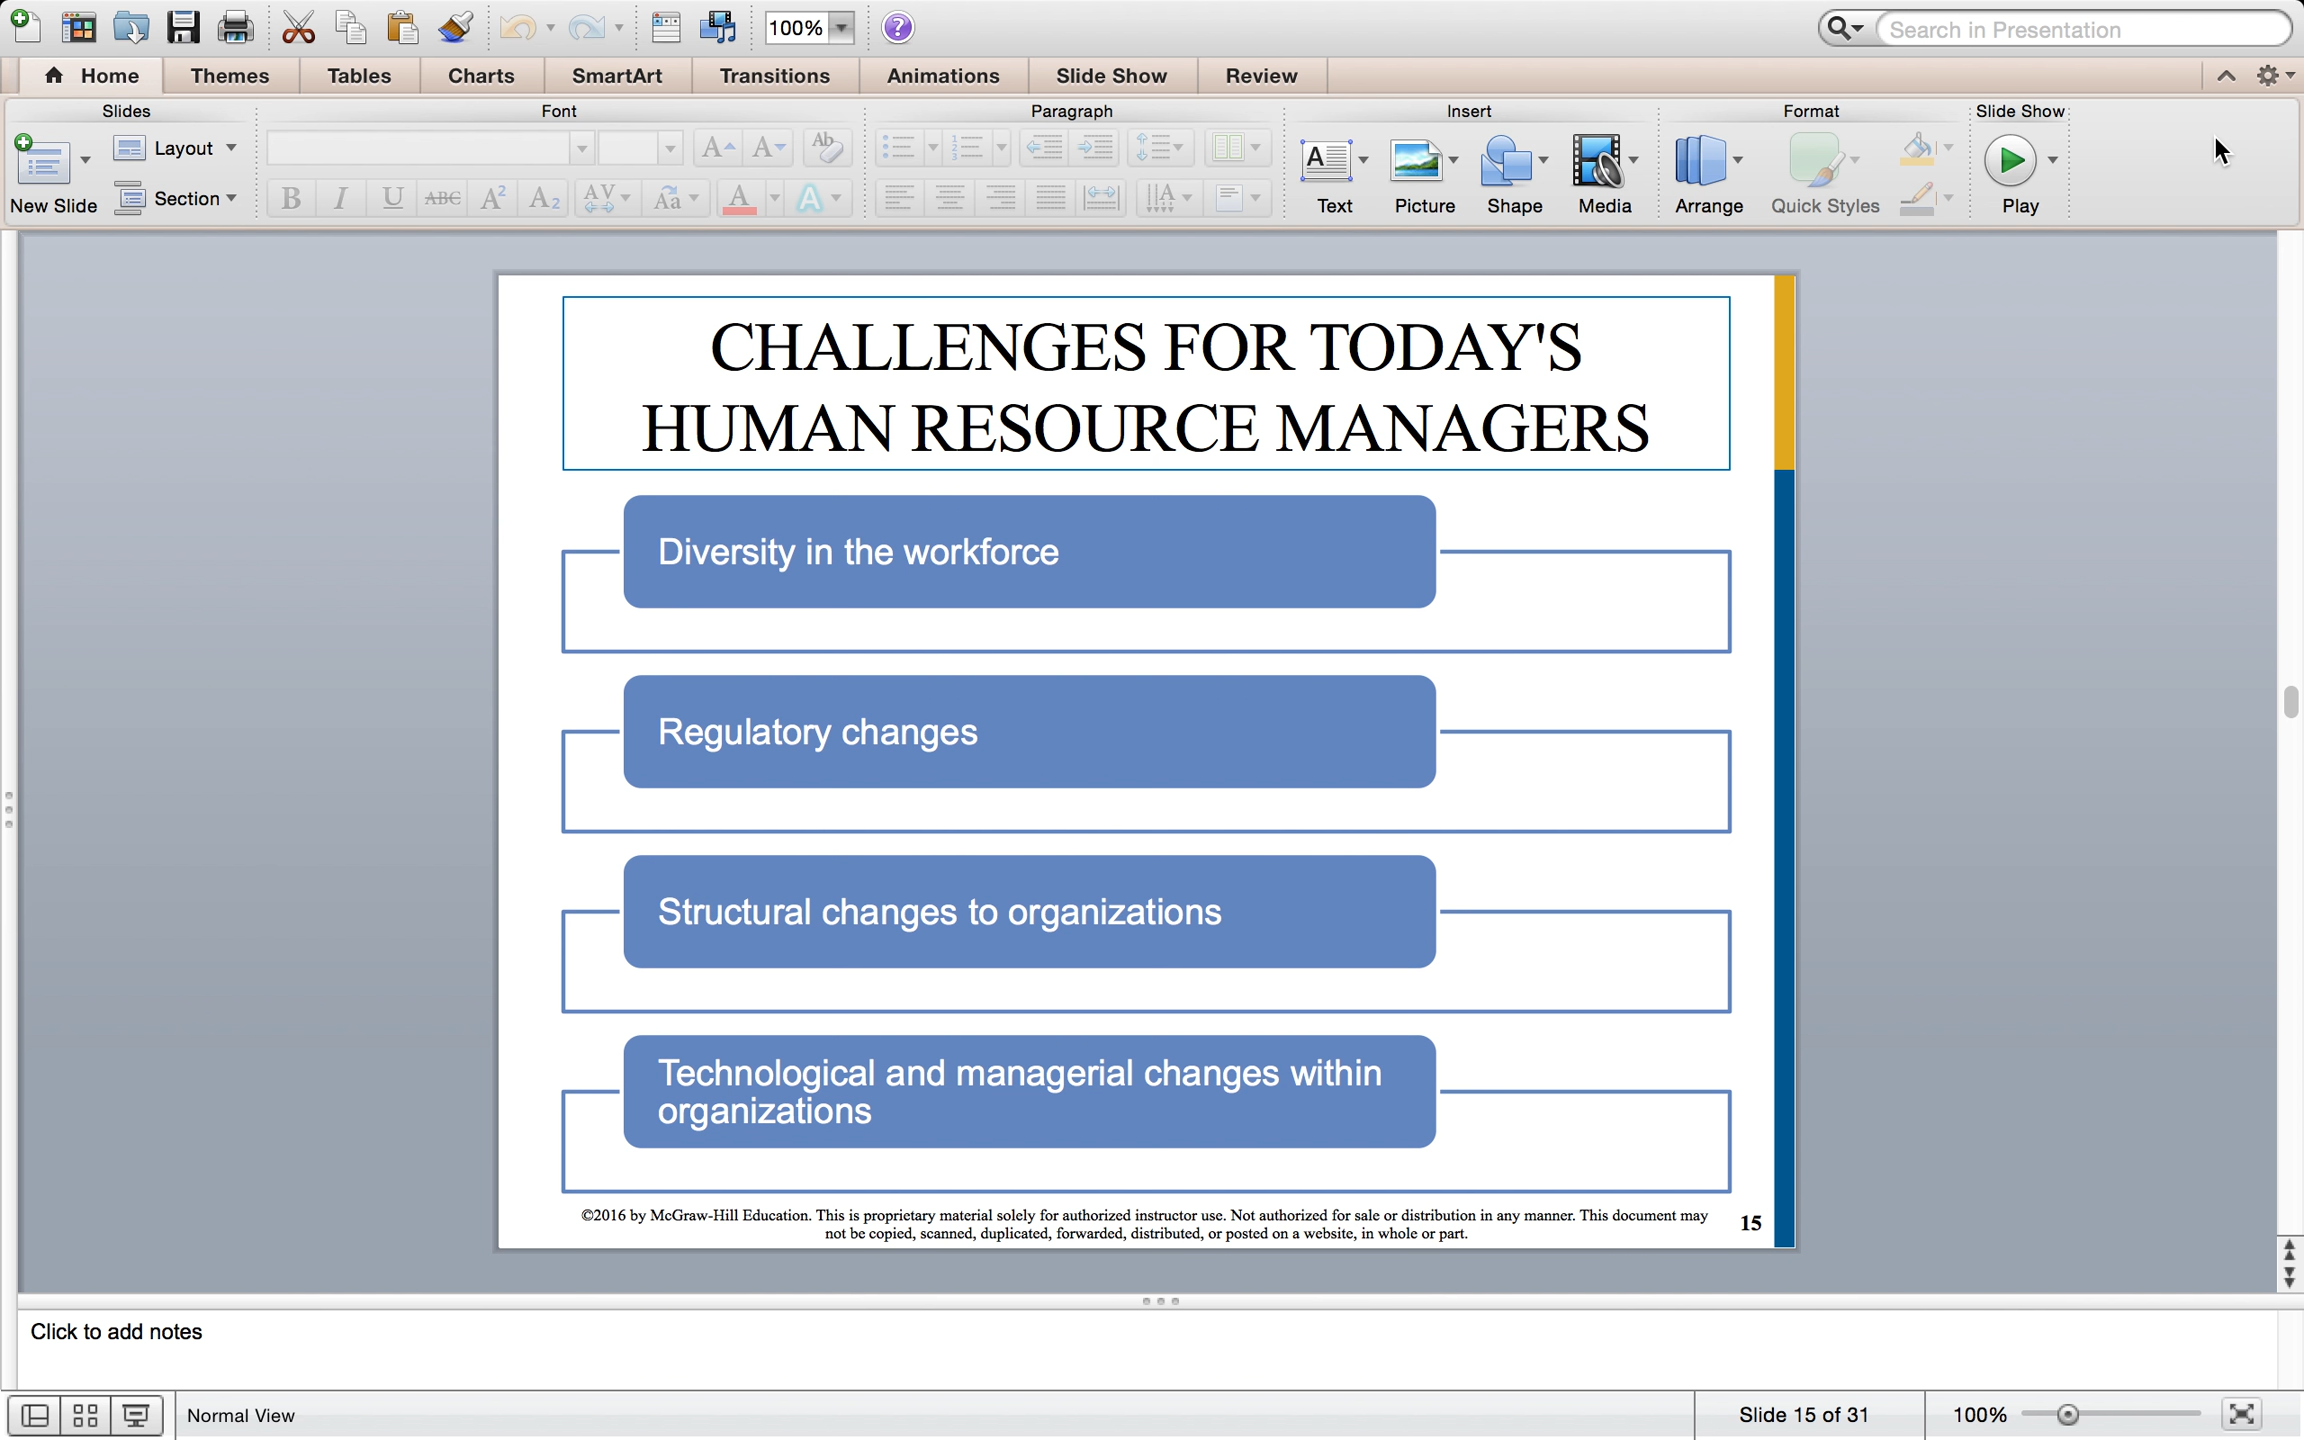 100%
Search in Presentation
Home
Themes
Tables
Charts
SmartArt
Transitions
Animations
Slide Show
Review
Slides
Font
Paragraph
Insert
Format
Slide Show
New Slide
Layout
Section
B I U ABC A2 A2 AV Aa A A
Text
Picture
Shape
Media
Arrange
Quick Styles
Play
CHALLENGES FOR TODAY'S
HUMAN RESOURCE MANAGERS
Diversity in the workforce
Regulatory changes
Structural changes to organizations
Technological and managerial changes within
organizations
©2016 by McGraw-Hill Education. This is proprietary material solely for authorized instructor use. Not authorized for sale or distribution in any manner. This document may
not be copied, scanned, duplicated, forwarded, distributed, or posted on a website, in whole or part.
15
Click to add notes
Normal View
Slide 15 of 31
100%